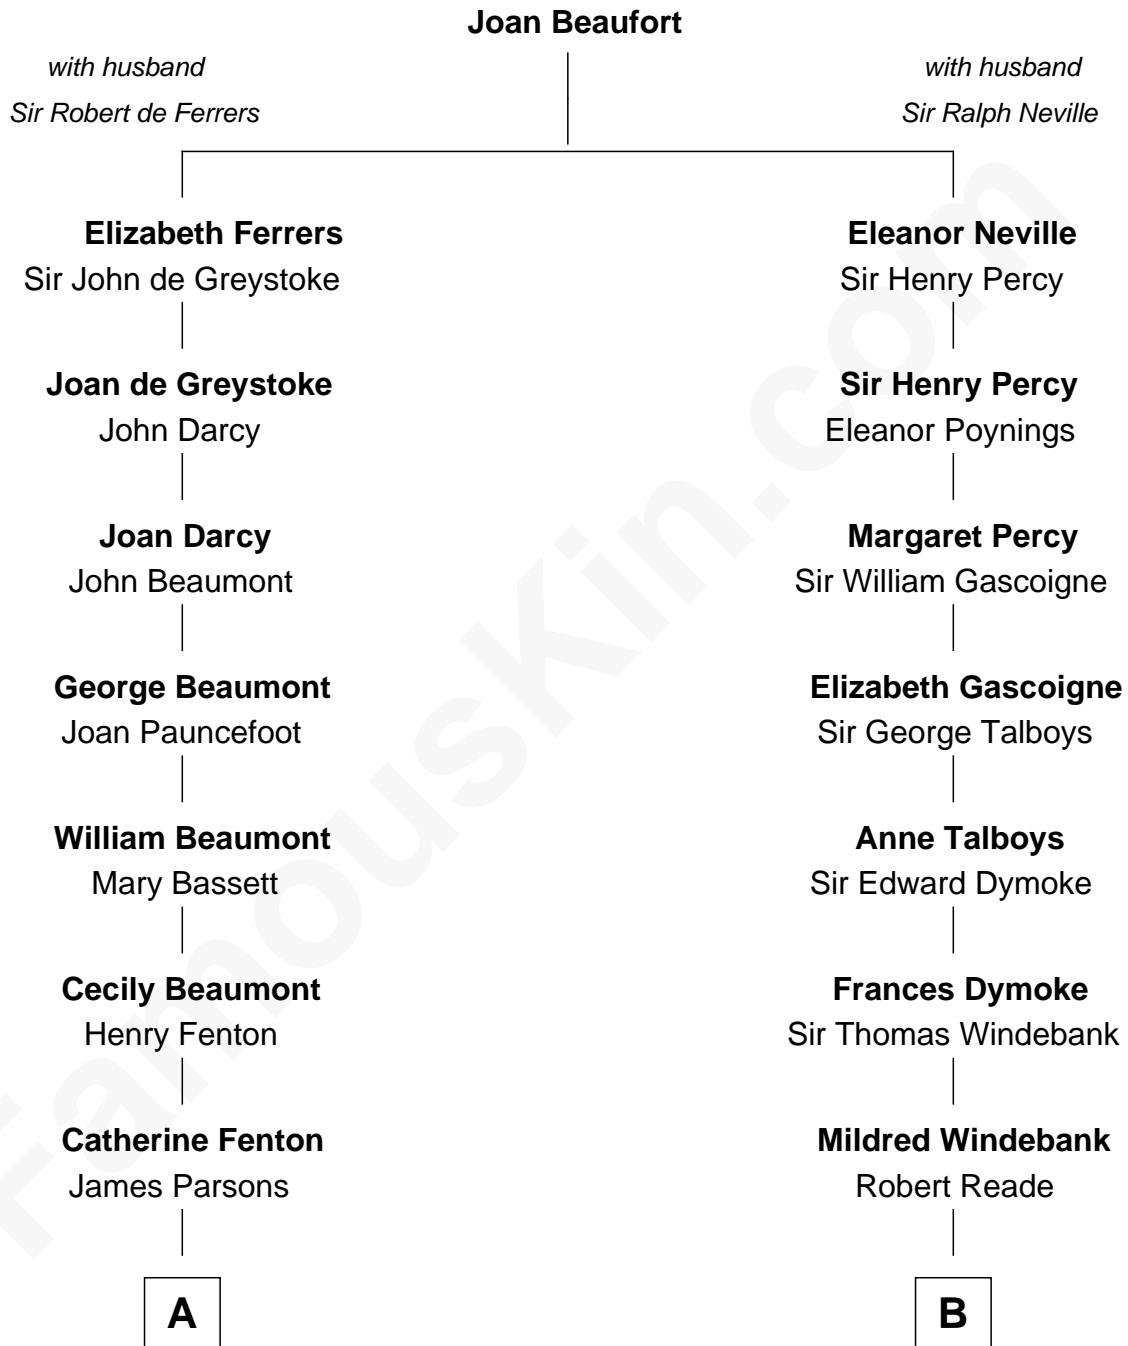 Joan Beaufort
with husband
Sir Robert de Ferrers
with husband
Sir Ralph Neville
Elizabeth Ferrers
Sir John de Greystoke
Eleanor Neville
Sir Henry Percy
Joan de Greystoke
John Darcy
Sir Henry Percy
Eleanor Poynings
Joan Darcy
John Beaumont
Margaret Percy
Sir William Gascoigne
George Beaumont
Joan Pauncefoot
Elizabeth Gascoigne
Sir George Talboys
William Beaumont
Mary Bassett
Anne Talboys
Sir Edward Dymoke
Cecily Beaumont
Henry Fenton
Frances Dymoke
Sir Thomas Windebank
Catherine Fenton
James Parsons
Mildred Windebank
Robert Reade
A
B
FamousKin.com